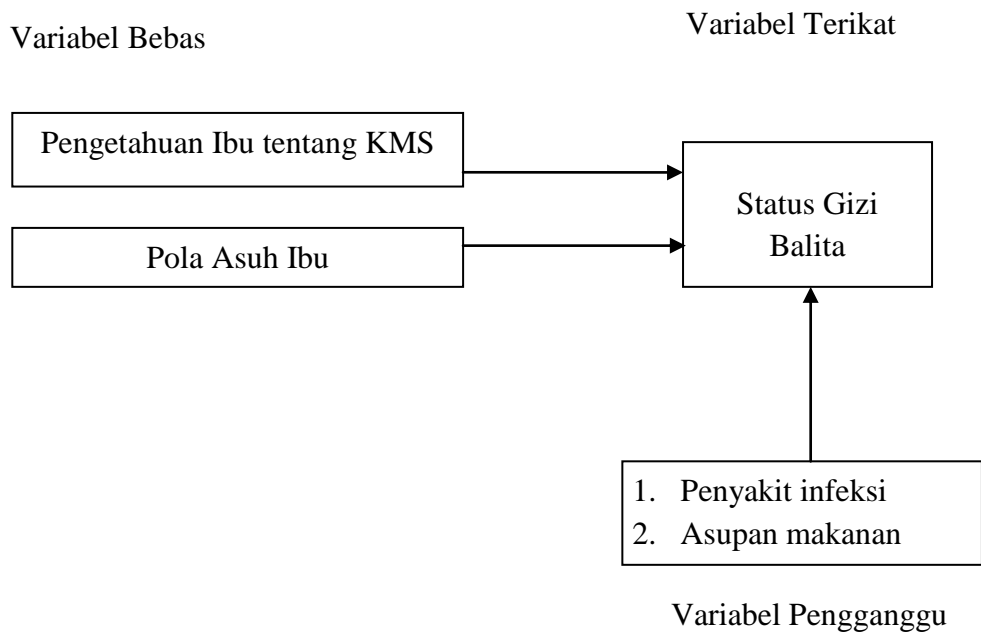 Variabel Bebas
Variabel Terikat
Pengetahuan Ibu tentang KMS
Pola Asuh Ibu
Status Gizi
Balita
1. Penyakit infeksi
2. Asupan makanan
Variabel Pengganggu